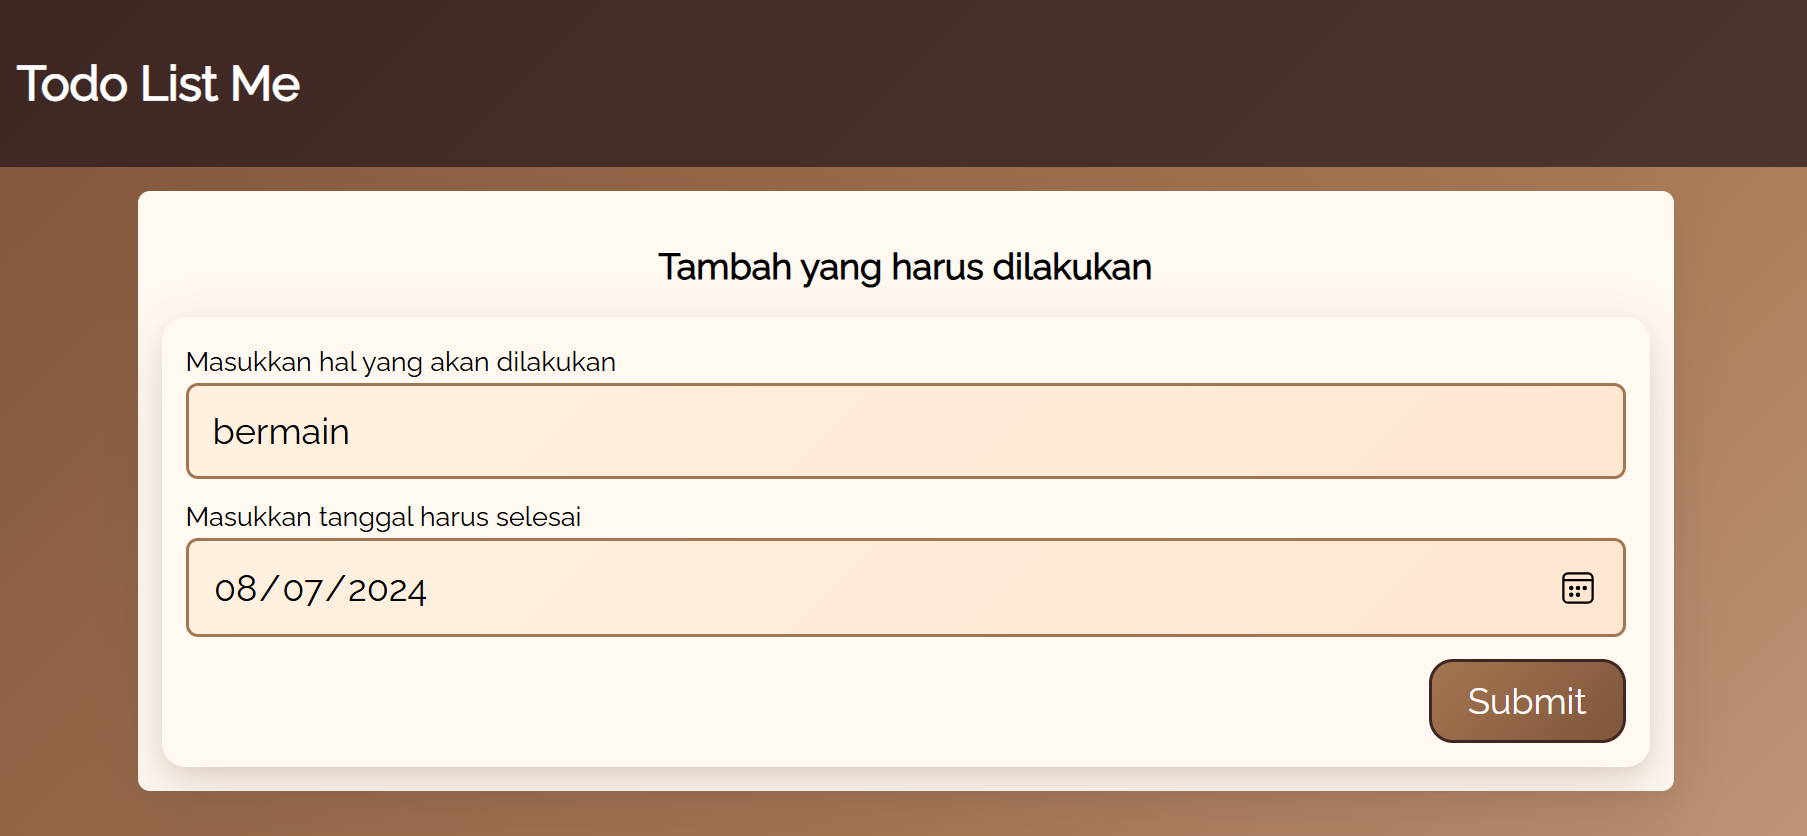 Todo List Me
Tambah yang harus dilakukan
Masukkan hal yang akan dilakukan
bermain
Masukkan tanggal harus selesai
08/07/2024
Submit